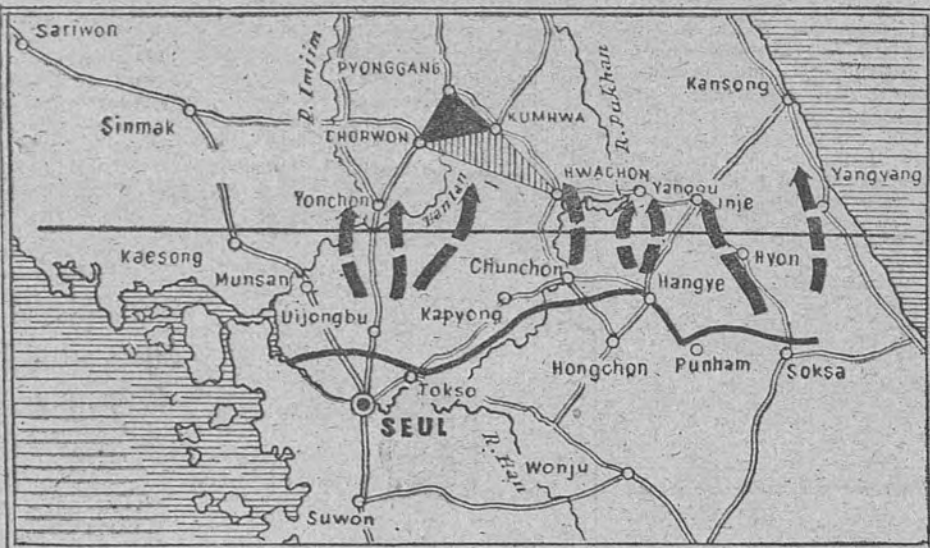 Sariwon
R. Imjim
PYONGGANG
R. Pukhan
Kansong
Sinmak
KUMHWA
CHORWON
HWACHON
Yangyang
Yonchon
Yangou
Inje
Kaesong
Chunchon
Hyon
Munsan
Hangye
Uijongbu
Kapyong
Hongchon
Punham
Soksa
Tokso
SEUL
R. Han
Wonju
Suwon